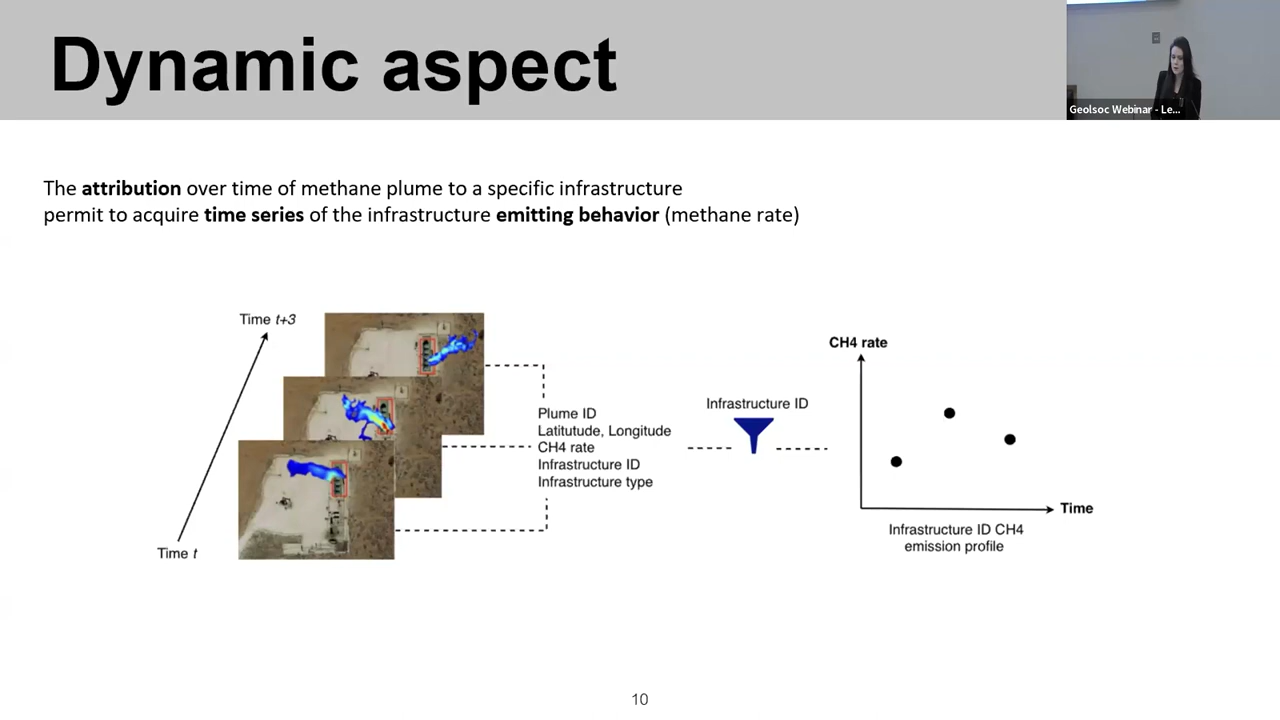 Dynamic aspect
Geolsoc Webinar - Le...
The attribution over time of methane plume to a specific infrastructure
permit to acquire time series of the infrastructure emitting behavior (methane rate)
Time t+3
Time t
Plume ID
Latitutude, Longitude
CH4 rate
Infrastructure ID
Infrastructure type
Infrastructure ID
CH4 rate
Time
Infrastructure ID CH4
emission profile
10